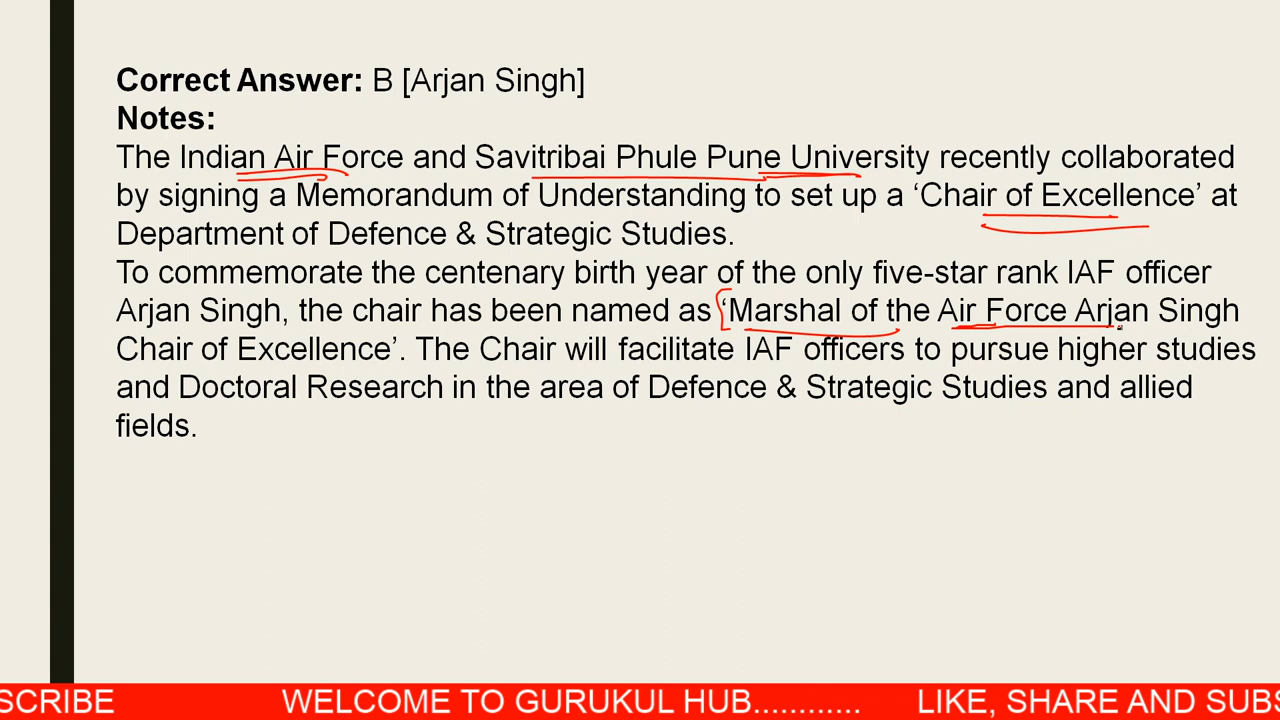 Correct Answer: B [Arjan Singh]
Notes:
The Indian Air Force and Savitribai Phule Pune University recently collaborated
by signing a Memorandum of Understanding to set up a ‘Chair of Excellence’ at
Department of Defence & Strategic Studies.
To commemorate the centenary birth year of the only five-star rank IAF officer
Arjan Singh, the chair has been named as ‘Marshal of the Air Force Arjan Singh
Chair of Excellence’. The Chair will facilitate IAF officers to pursue higher studies
and Doctoral Research in the area of Defence & Strategic Studies and allied
fields.
SCRIBE WELCOME TO GURUKUL HUB............ LIKE, SHARE AND SUBS